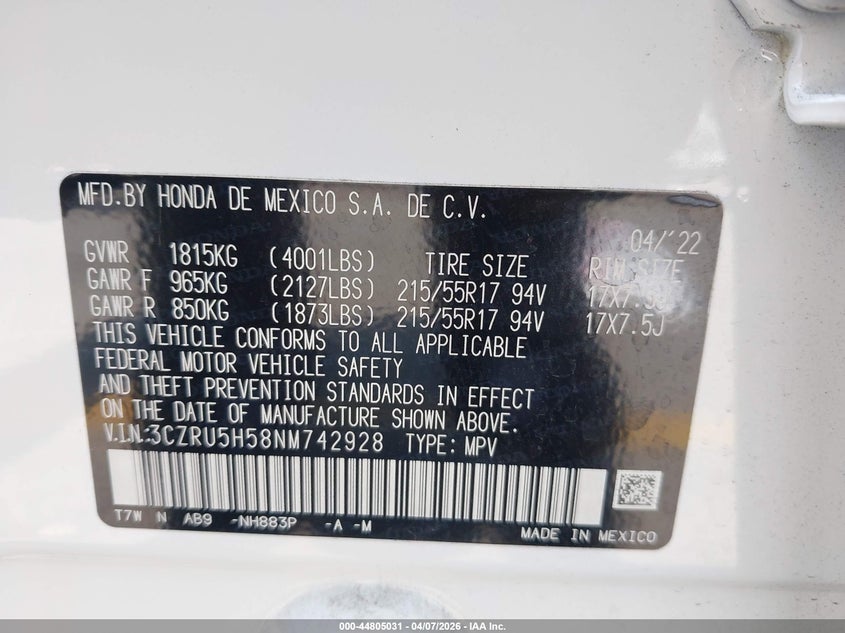 MFD.BY HONDA DE MEXICO S.A. DE C.V.
04/'22
GVWR 1815KG (4001LBS) TIRE SIZE RIM SIZE
GAWR F 965KG (2127LBS) 215/55R17 94V 17X7.5J
GAWR R 850KG (1873LBS) 215/55R17 94V 17X7.5J
THIS VEHICLE CONFORMS TO ALL APPLICABLE
FEDERAL MOTOR VEHICLE SAFETY
AND THEFT PREVENTION STANDARDS IN EFFECT
ON THE DATE OF MANUFACTURE SHOWN ABOVE.
V.I.N:3CZRU5H58NM742928 TYPE: MPV
T7W N AB9 -NH883P -A -M
MADE IN MEXICO
000-44805031 | 04/07/2026 | IAA Inc.